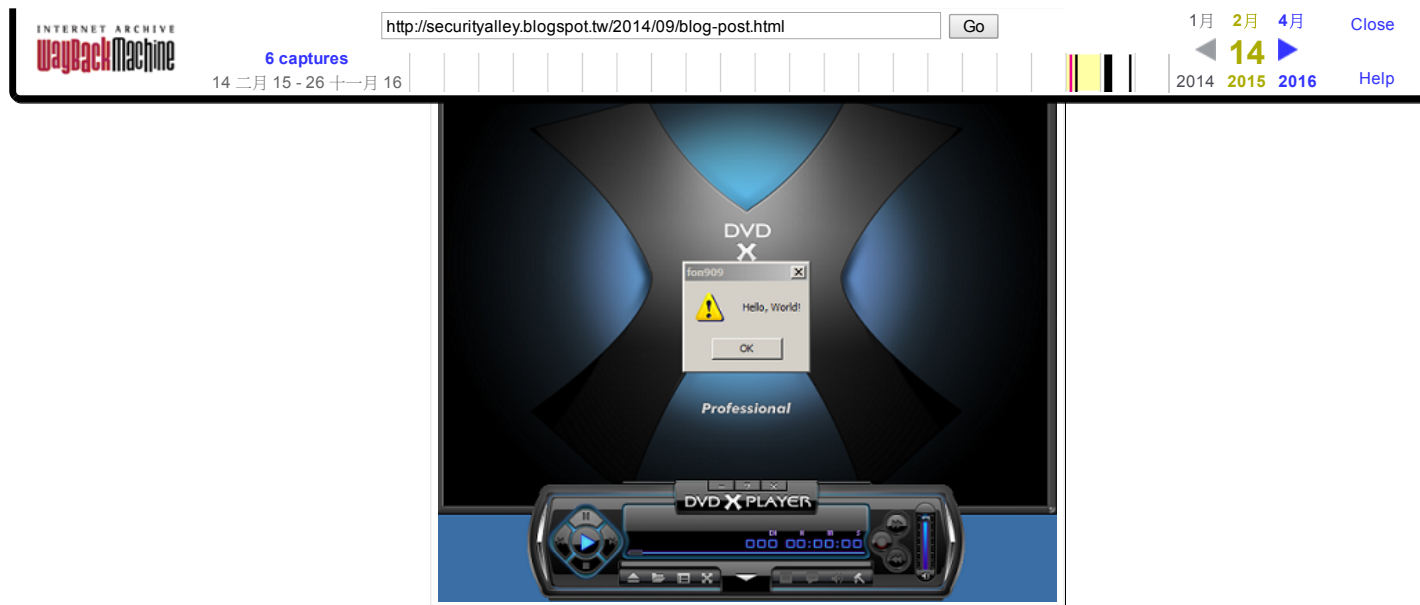 INTERNET ARCHIVE
WayBackMachine
http://securityalley.blogspot.tw/2014/09/blog-post.html
Go
6 captures
14 二月 15 - 26 十一月 16
1月 2月 4月
14
2014 2015 2016
Close
Help
DVD
X
fon909
Hello, World!
OK
Professional
DVD X PLAYER
000 00:00:00